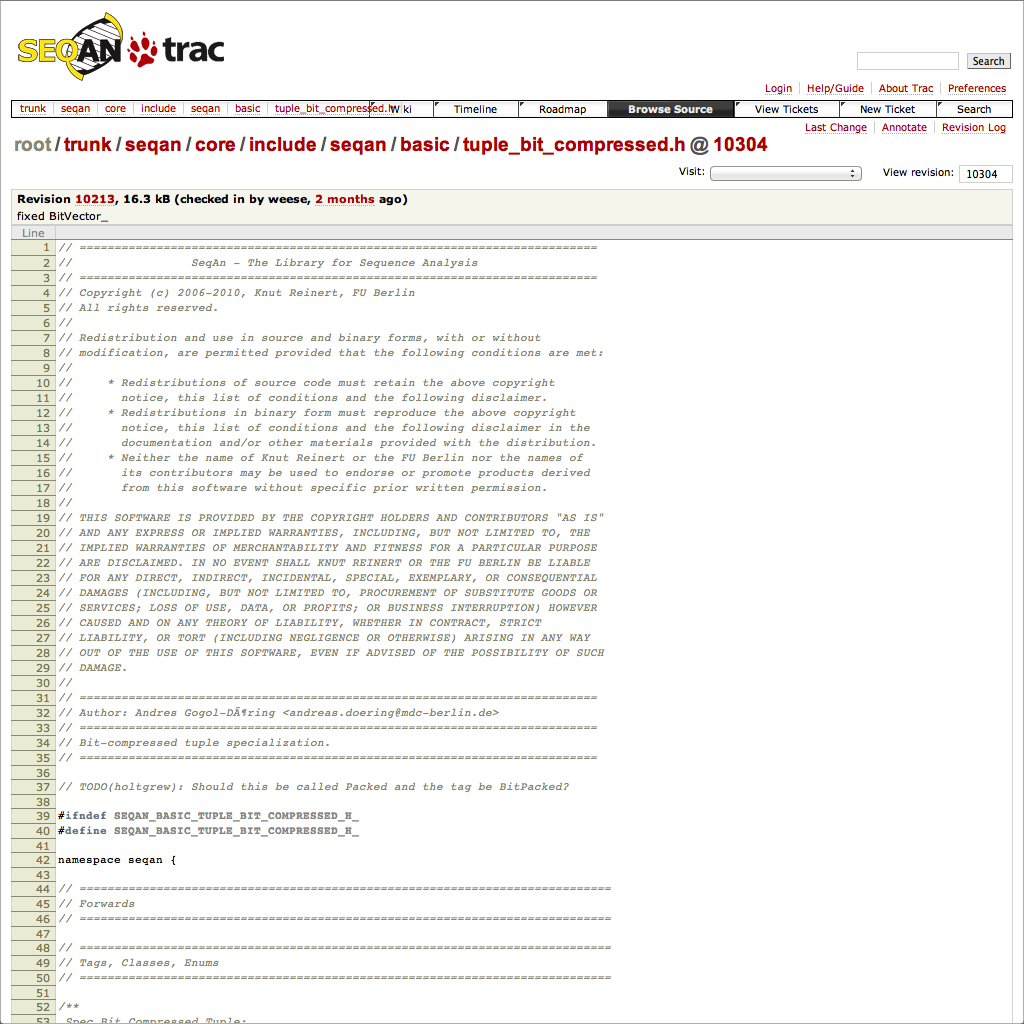 SEQAN trac
Search
Login Help/Guide About Trac Preferences
trunk seqan core include seqan basic tuple_bit_compressed.h Wiki Timeline Roadmap Browse Source View Tickets New Ticket Search
Last Change Annotate Revision Log
root/trunk/seqan/core/include/seqan/basic/tuple_bit_compressed.h @ 10304
Visit: View revision: 10304
Revision 10213, 16.3 kB (checked in by weese, 2 months ago)
fixed BitVector_
Line
1 // ==========================================================================
2 //                 SeqAn - The Library for Sequence Analysis
3 // ==========================================================================
4 // Copyright (c) 2006-2010, Knut Reinert, FU Berlin
5 // All rights reserved.
6 //
7 // Redistribution and use in source and binary forms, with or without
8 // modification, are permitted provided that the following conditions are met:
9 //
10 //     * Redistributions of source code must retain the above copyright
11 //       notice, this list of conditions and the following disclaimer.
12 //     * Redistributions in binary form must reproduce the above copyright
13 //       notice, this list of conditions and the following disclaimer in the
14 //       documentation and/or other materials provided with the distribution.
15 //     * Neither the name of Knut Reinert or the FU Berlin nor the names of
16 //       its contributors may be used to endorse or promote products derived
17 //       from this software without specific prior written permission.
18 //
19 // THIS SOFTWARE IS PROVIDED BY THE COPYRIGHT HOLDERS AND CONTRIBUTORS "AS IS"
20 // AND ANY EXPRESS OR IMPLIED WARRANTIES, INCLUDING, BUT NOT LIMITED TO, THE
21 // IMPLIED WARRANTIES OF MERCHANTABILITY AND FITNESS FOR A PARTICULAR PURPOSE
22 // ARE DISCLAIMED. IN NO EVENT SHALL KNUT REINERT OR THE FU BERLIN BE LIABLE
23 // FOR ANY DIRECT, INDIRECT, INCIDENTAL, SPECIAL, EXEMPLARY, OR CONSEQUENTIAL
24 // DAMAGES (INCLUDING, BUT NOT LIMITED TO, PROCUREMENT OF SUBSTITUTE GOODS OR
25 // SERVICES; LOSS OF USE, DATA, OR PROFITS; OR BUSINESS INTERRUPTION) HOWEVER
26 // CAUSED AND ON ANY THEORY OF LIABILITY, WHETHER IN CONTRACT, STRICT
27 // LIABILITY, OR TORT (INCLUDING NEGLIGENCE OR OTHERWISE) ARISING IN ANY WAY
28 // OUT OF THE USE OF THIS SOFTWARE, EVEN IF ADVISED OF THE POSSIBILITY OF SUCH
29 // DAMAGE.
30 //
31 // ==========================================================================
32 // Author: Andres Gogol-DÃ¶ring <andreas.doering@mdc-berlin.de>
33 // ==========================================================================
34 // Bit-compressed tuple specialization.
35 // ==========================================================================
36
37 // TODO(holtgrew): Should this be called Packed and the tag be BitPacked?
38
39 #ifndef SEQAN_BASIC_TUPLE_BIT_COMPRESSED_H_
40 #define SEQAN_BASIC_TUPLE_BIT_COMPRESSED_H_
41
42 namespace seqan {
43
44 // ============================================================================
45 // Forwards
46 // ============================================================================
47
48 // ============================================================================
49 // Tags, Classes, Enums
50 // ============================================================================
51
52 /**
53 .Spec.Bit Compressed Tuple: